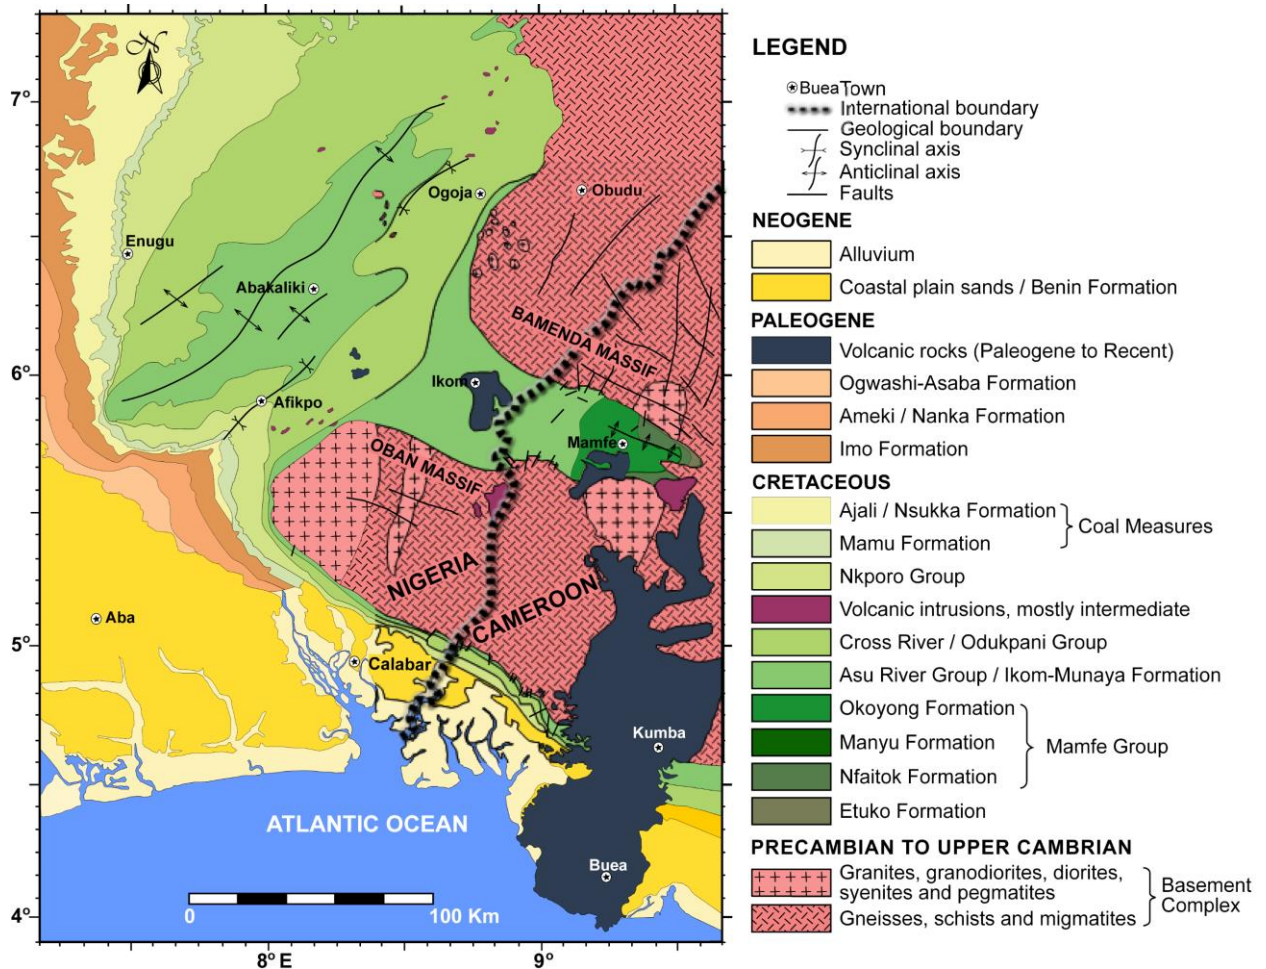 N
7°
6°
5°
4°
8° E
9°
Enugu
Ogoja
Obudu
Abakaliki
BAMENDA MASSIF
Ikom
Afikpo
Mamfe
OBAN MASSIF
NIGERIA
CAMEROON
Aba
Calabar
Kumba
ATLANTIC OCEAN
Buea
0
100 Km
LEGEND
Buea Town
International boundary
Geological boundary
Synclinal axis
Anticlinal axis
Faults
NEOGENE
Alluvium
Coastal plain sands / Benin Formation
PALEOGENE
Volcanic rocks (Paleogene to Recent)
Ogwashi-Asaba Formation
Ameki / Nanka Formation
Imo Formation
CRETACEOUS
Ajali / Nsukka Formation
Mamu Formation
Coal Measures
Nkporo Group
Volcanic intrusions, mostly intermediate
Cross River / Odukpani Group
Asu River Group / Ikom-Munaya Formation
Okoyong Formation
Manyu Formation
Nfaitok Formation
Mamfe Group
Etuko Formation
PRECAMBIAN TO UPPER CAMBRIAN
Granites, granodiorites, diorites,
syenites and pegmatites
Gneisses, schists and migmatites
Basement
Complex